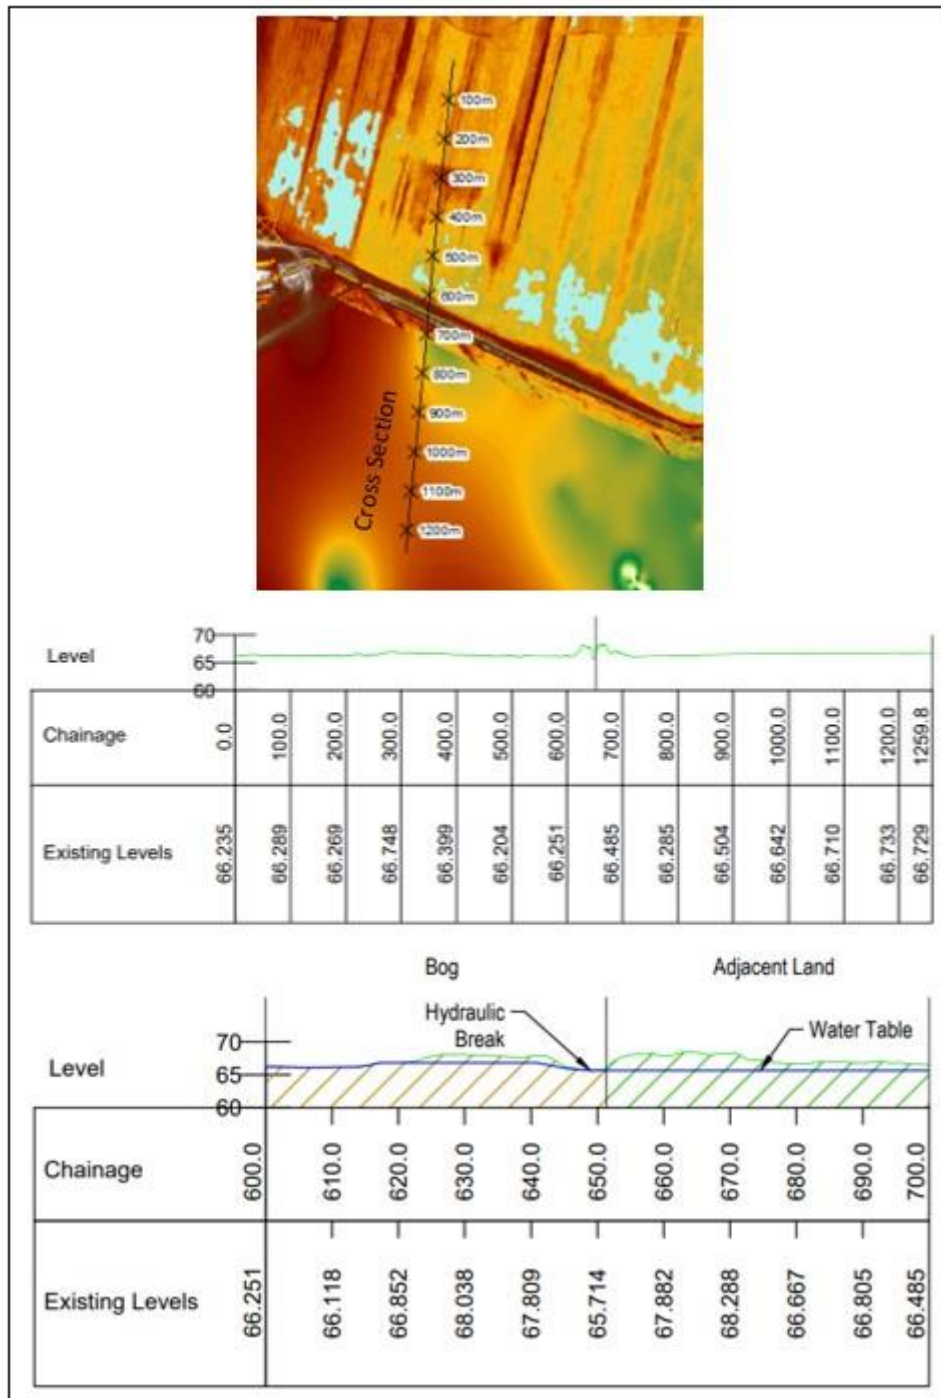 100m
200m
300m
400m
500m
600m
700m
800m
900m
1000m
1100m
1200m
Cross Section
Level 70 65 60
Chainage 0.0 100.0 200.0 300.0 400.0 500.0 600.0 700.0 800.0 900.0 1000.0 1100.0 1200.0 1259.8
Existing Levels 66.235 66.289 66.269 66.748 66.399 66.204 66.251 66.485 66.285 66.504 66.642 66.710 66.733 66.729
Bog Adjacent Land
Hydraulic
Break
Water Table
Level 70 65 60
Chainage 600.0 610.0 620.0 630.0 640.0 650.0 660.0 670.0 680.0 690.0 700.0
Existing Levels 66.251 66.118 66.852 68.038 67.809 65.714 67.882 68.288 66.667 66.805 66.485